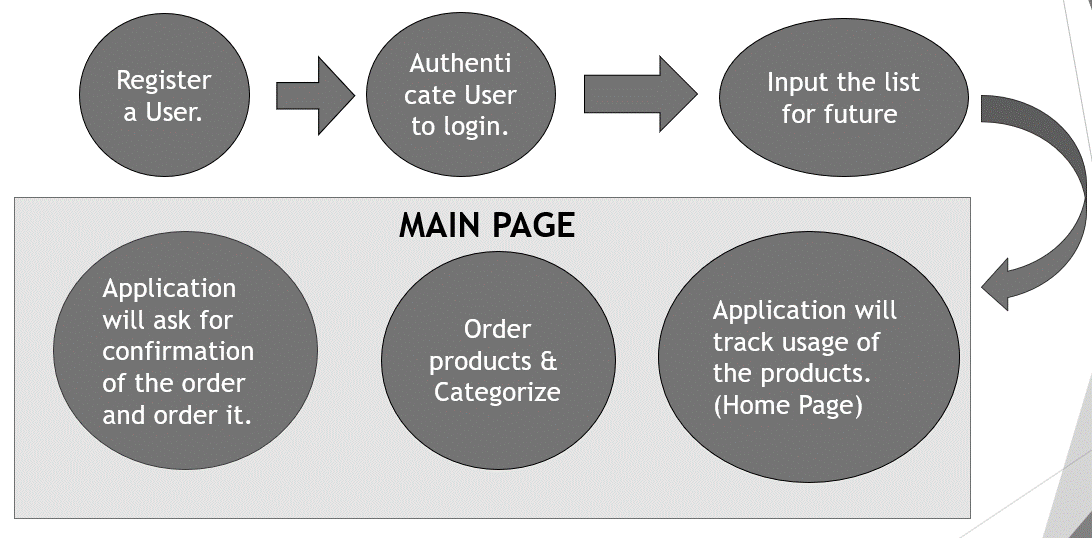 Register
a User.
Authenti
cate User
to login.
Input the list
for future
MAIN PAGE
Application
will ask for
confirmation
of the order
and order it.
Order
products &
Categorize
Application will
track usage of
the products.
(Home Page)